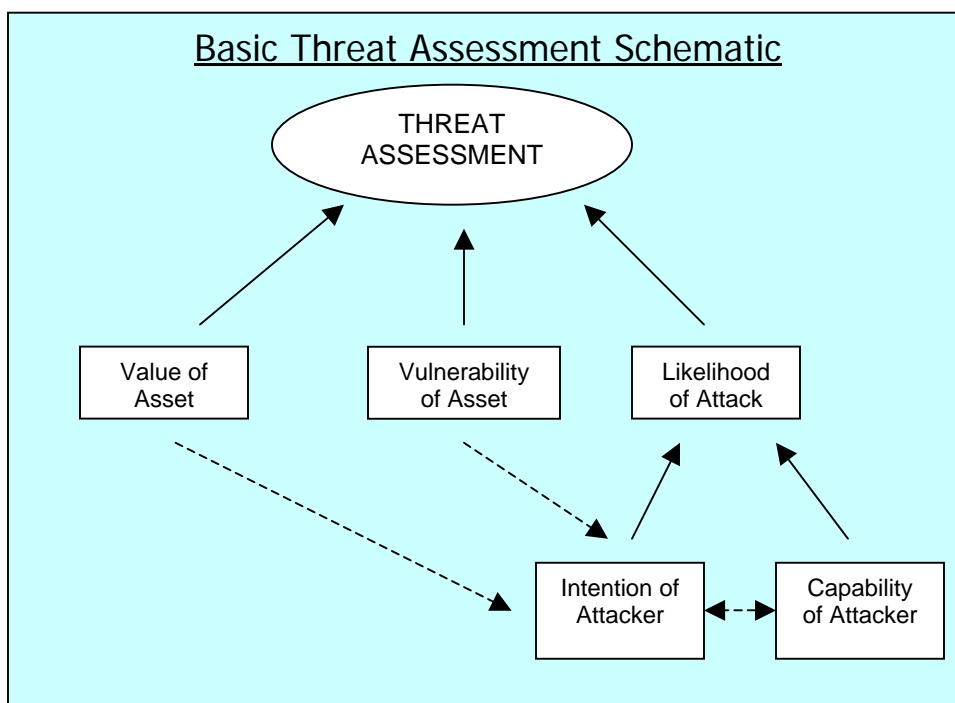 Basic Threat Assessment Schematic
THREAT
ASSESSMENT
Value of
Asset
Vulnerability
of Asset
Likelihood
of Attack
Intention of
Attacker
Capability
of Attacker